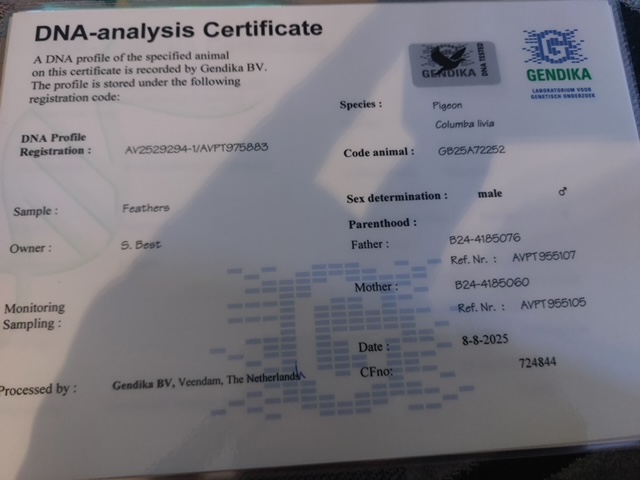 DNA-analysis Certificate
A DNA profile of the specified animal
on this certificate is recorded by Gendika BV.
The profile is stored under the following
registration code:
GENDIKA
DNA TESTED
GENDIKA
LABORATORIUM VOOR
GENETISCH ONDERZOEK
Species : Pigeon
Columba livia
DNA Profile
Registration : AV2529294-1/AVPT975883
Code animal : GB25A72252
Sex determination : male ♂
Sample : Feathers
Parenthood :
Owner : S. Best
Father : B24-4185076
Ref. Nr. : AVPT955107
Mother : B24-4185060
Ref. Nr. : AVPT955105
Monitoring
Sampling :
Date : 8-8-2025
CFno: 724844
Processed by : Gendika BV, Veendam, The Netherlands